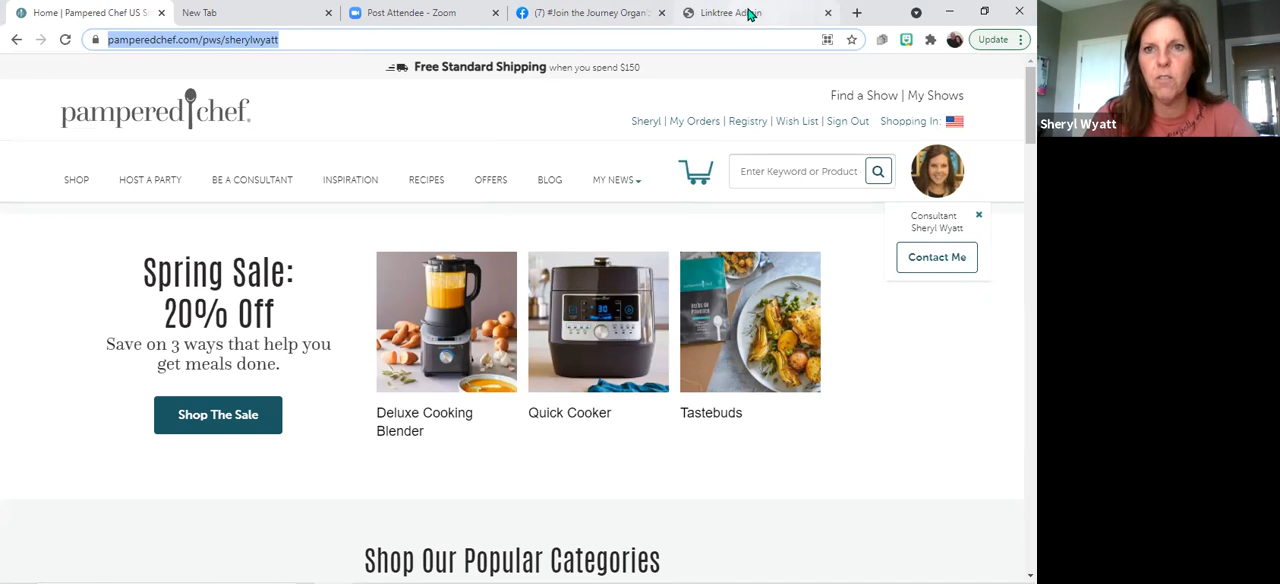 Home | Pampered Chef US Si
New Tab
Post Attendee - Zoom
(7) #Join the Journey Organ
Linktree Admin
pamperedchef.com/pws/sherylwyatt
Update
Sheryl Wyatt
Free Standard Shipping when you spend $150
pampered chef
Find a Show | My Shows
Sheryl | My Orders | Registry | Wish List | Sign Out Shopping In:
SHOP
HOST A PARTY
BE A CONSULTANT
INSPIRATION
RECIPES
OFFERS
BLOG
MY NEWS
Enter Keyword or Product
Consultant
Sheryl Wyatt
Contact Me
Spring Sale:
20% Off
Save on 3 ways that help you
get meals done.
Shop The Sale
30
Deluxe Cooking
Blender
Quick Cooker
Tastebuds
Shop Our Popular Categories